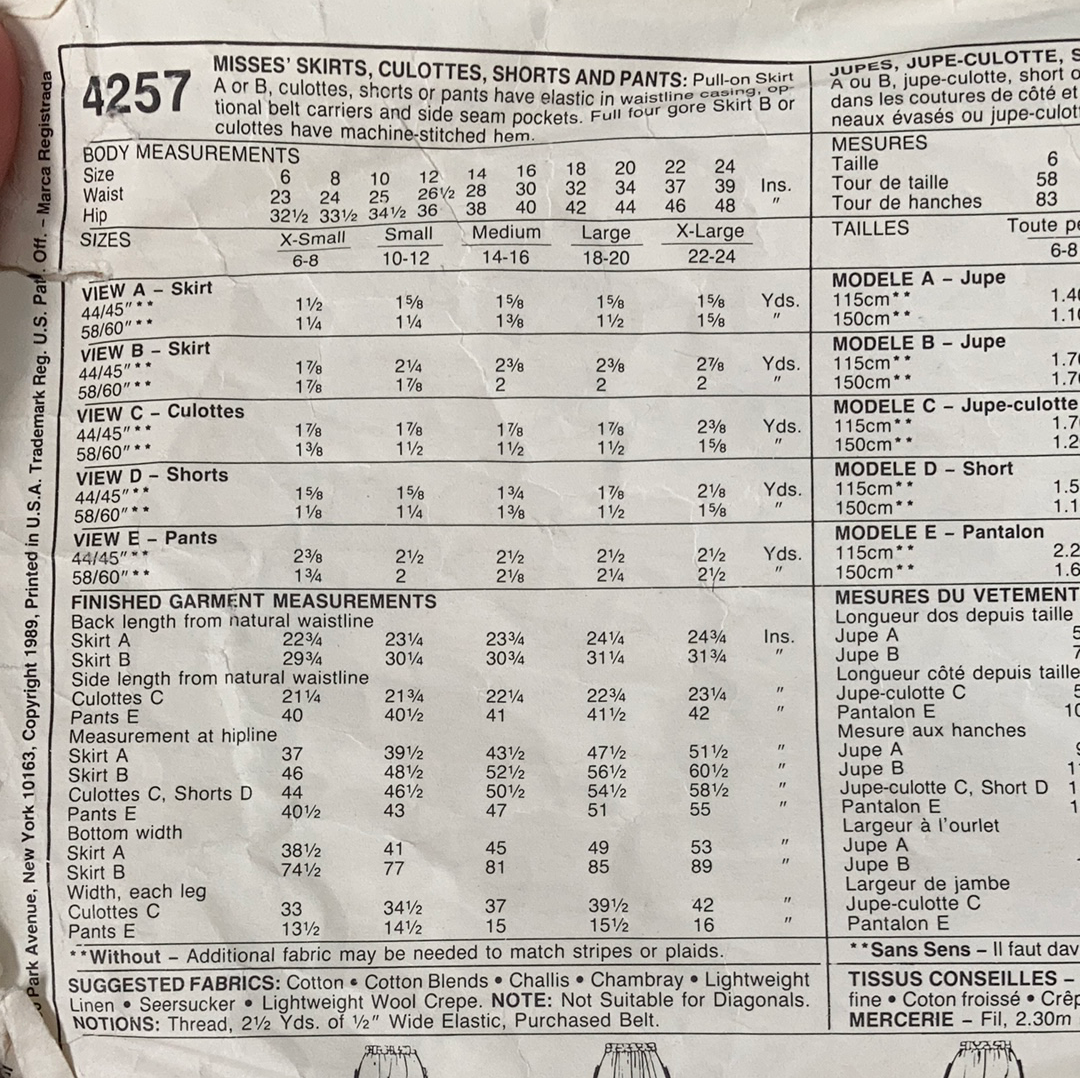 Park Avenue, New York 10163, Copyright 1989, Printed in U.S.A. Trademark Reg. U.S. Pat. Off. – Marca Registrada
4257
MISSES' SKIRTS, CULOTTES, SHORTS AND PANTS: Pull-on Skirt
A or B, culottes, shorts or pants have elastic in waistline casing, op-
tional belt carriers and side seam pockets. Full four gore Skirt B or
culottes have machine-stitched hem.
BODY MEASUREMENTS
Size 6 8 10 12 14 16 18 20 22 24
Waist 23 24 25 26½ 28 30 32 34 37 39 Ins.
Hip 32½ 33½ 34½ 36 38 40 42 44 46 48 "
SIZES X-Small Small Medium Large X-Large
6-8 10-12 14-16 18-20 22-24
VIEW A – Skirt
44/45"** 1½ 1⅝ 1⅝ 1⅝ 1⅝ Yds.
58/60"** 1¼ 1¼ 1⅜ 1½ 1⅝ "
VIEW B – Skirt
44/45"** 1⅞ 2¼ 2⅜ 2⅜ 2⅞ Yds.
58/60"** 1⅞ 1⅞ 2 2 2 "
VIEW C – Culottes
44/45"** 1⅞ 1⅞ 1⅞ 1⅞ 2⅜ Yds.
58/60"** 1⅜ 1½ 1½ 1½ 1⅝ "
VIEW D – Shorts
44/45"** 1⅝ 1⅝ 1¾ 1⅞ 2⅛ Yds.
58/60"** 1⅛ 1¼ 1⅜ 1½ 1⅝ "
VIEW E – Pants
44/45"** 2⅜ 2½ 2½ 2½ 2½ Yds.
58/60"** 1¾ 2 2⅛ 2¼ 2½ "
FINISHED GARMENT MEASUREMENTS
Back length from natural waistline
Skirt A 22¾ 23¼ 23¾ 24¼ 24¾ Ins.
Skirt B 29¾ 30¼ 30¾ 31¼ 31¾ "
Side length from natural waistline
Culottes C 21¼ 21¾ 22¼ 22¾ 23¼ "
Pants E 40 40½ 41 41½ 42 "
Measurement at hipline
Skirt A 37 39½ 43½ 47½ 51½ "
Skirt B 46 48½ 52½ 56½ 60½ "
Culottes C, Shorts D 44 46½ 50½ 54½ 58½ "
Pants E 40½ 43 47 51 55 "
Bottom width
Skirt A 38½ 41 45 49 53 "
Skirt B 74½ 77 81 85 89 "
Width, each leg
Culottes C 33 34½ 37 39½ 42 "
Pants E 13½ 14½ 15 15½ 16 "
**Without – Additional fabric may be needed to match stripes or plaids.
SUGGESTED FABRICS: Cotton • Cotton Blends • Challis • Chambray • Lightweight
Linen • Seersucker • Lightweight Wool Crepe. NOTE: Not Suitable for Diagonals.
NOTIONS: Thread, 2½ Yds. of ½" Wide Elastic, Purchased Belt.
JUPES, JUPE-CULOTTE, S
A OU B, jupe-culotte, short o
dans les coutures de côté et
neaux évasés ou jupe-culot
MESURES
Taille 6
Tour de taille 58
Tour de hanches 83
TAILLES Toute pe
6-8
MODELE A – Jupe
115cm** 1.40
150cm** 1.10
MODELE B – Jupe
115cm** 1.70
150cm** 1.70
MODELE C – Jupe-culotte
115cm** 1.7
150cm** 1.2
MODELE D – Short
115cm** 1.5
150cm** 1.1
MODELE E – Pantalon
115cm** 2.2
150cm** 1.6
MESURES DU VETEMENT
Longueur dos depuis taille
Jupe A 5
Jupe B 7
Longueur côté depuis taille
Jupe-culotte C 5
Pantalon E 10
Mesure aux hanches
Jupe A 9
Jupe B 1
Jupe-culotte C, Short D 1
Pantalon E 1
Largeur à l'ourlet
Jupe A
Jupe B
Largeur de jambe
Jupe-culotte C
Pantalon E
**Sans Sens – Il faut dav
TISSUS CONSEILLES –
fine • Coton froissé • Crêp
MERCERIE – Fil, 2.30m